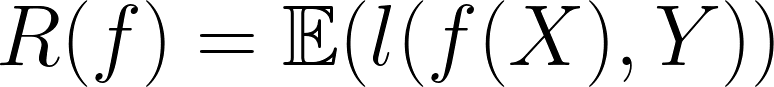 R(f) = 𝔼(l(f(X), Y))